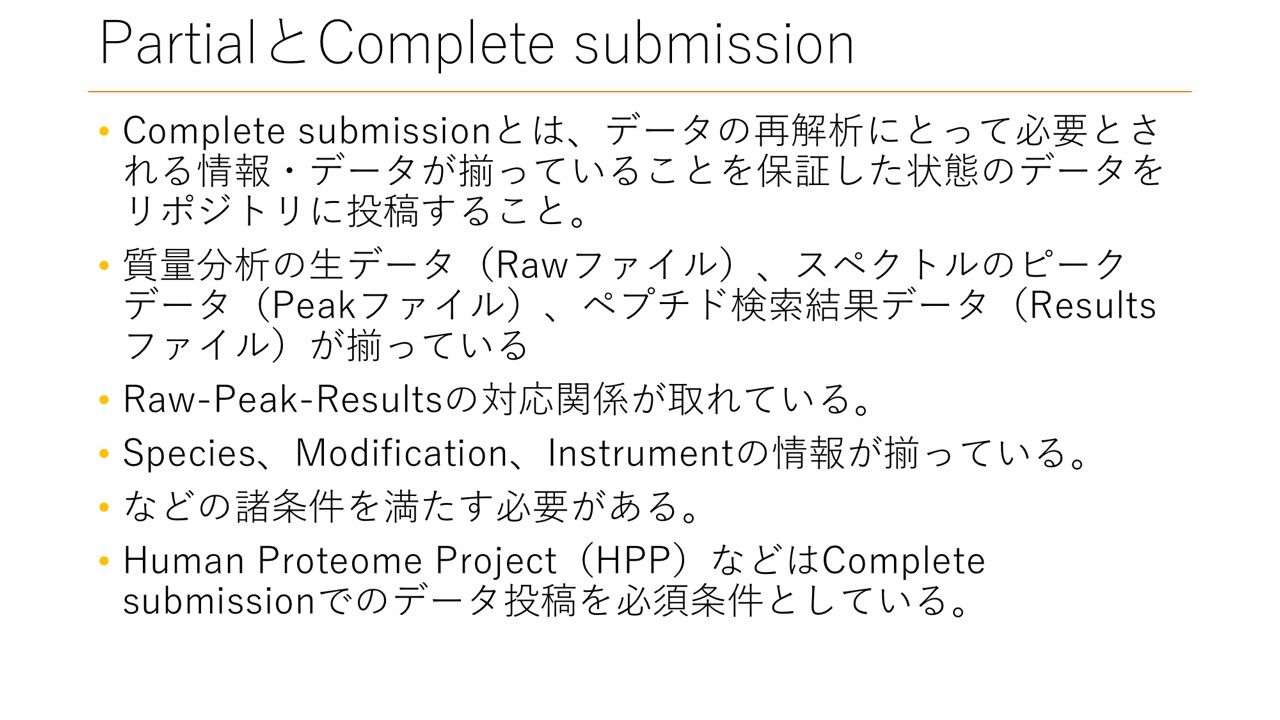 PartialとComplete submission
• Complete submissionとは、データの再解析にとって必要とさ
れる情報・データが揃っていることを保証した状態のデータを
リポジトリに投稿すること。
• 質量分析の生データ（Rawファイル）、スペクトルのピーク
データ（Peakファイル）、ペプチド検索結果データ（Results
ファイル）が揃っている
• Raw-Peak-Resultsの対応関係が取れている。
• Species、Modification、Instrumentの情報が揃っている。
• などの諸条件を満たす必要がある。
• Human Proteome Project（HPP）などはComplete
submissionでのデータ投稿を必須条件としている。